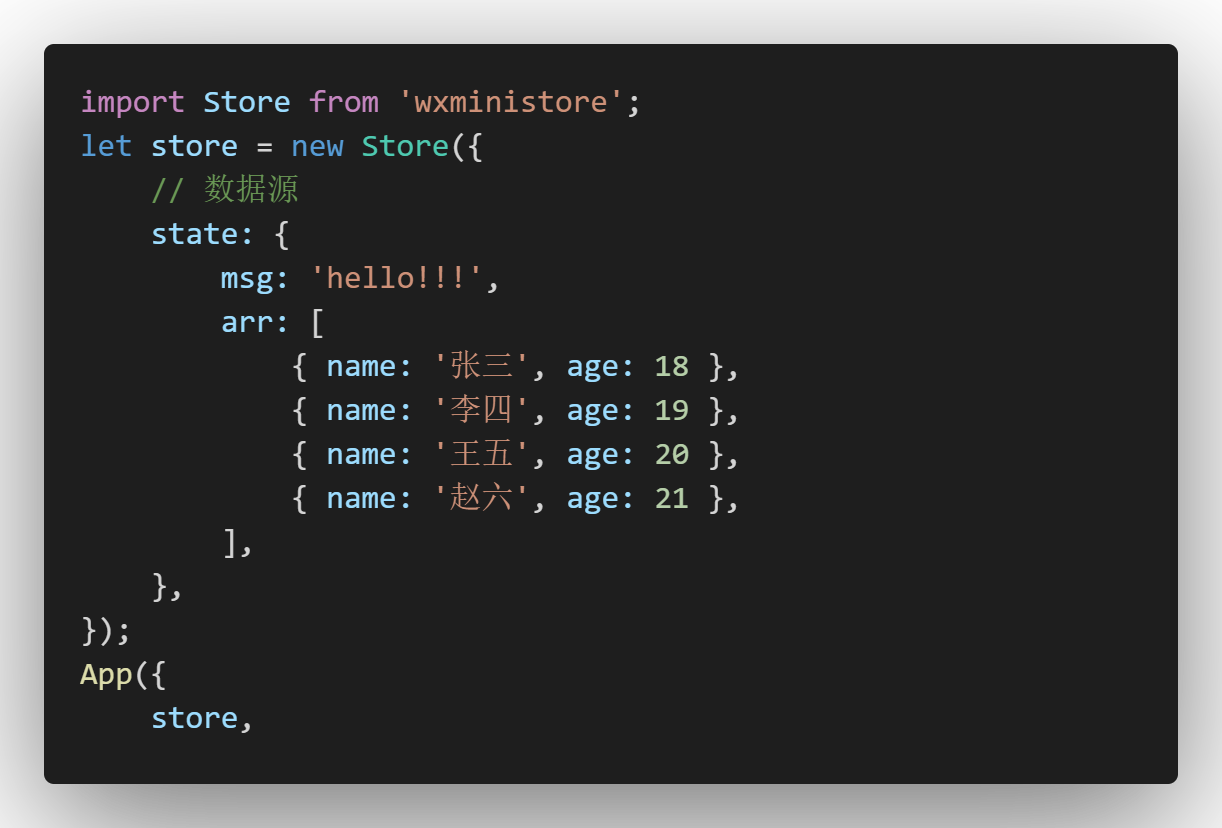 import Store from 'wxministore';
let store = new Store({
    // 数据源
    state: {
        msg: 'hello!!!',
        arr: [
            { name: '张三', age: 18 },
            { name: '李四', age: 19 },
            { name: '王五', age: 20 },
            { name: '赵六', age: 21 },
        ],
    },
});
App({
    store,